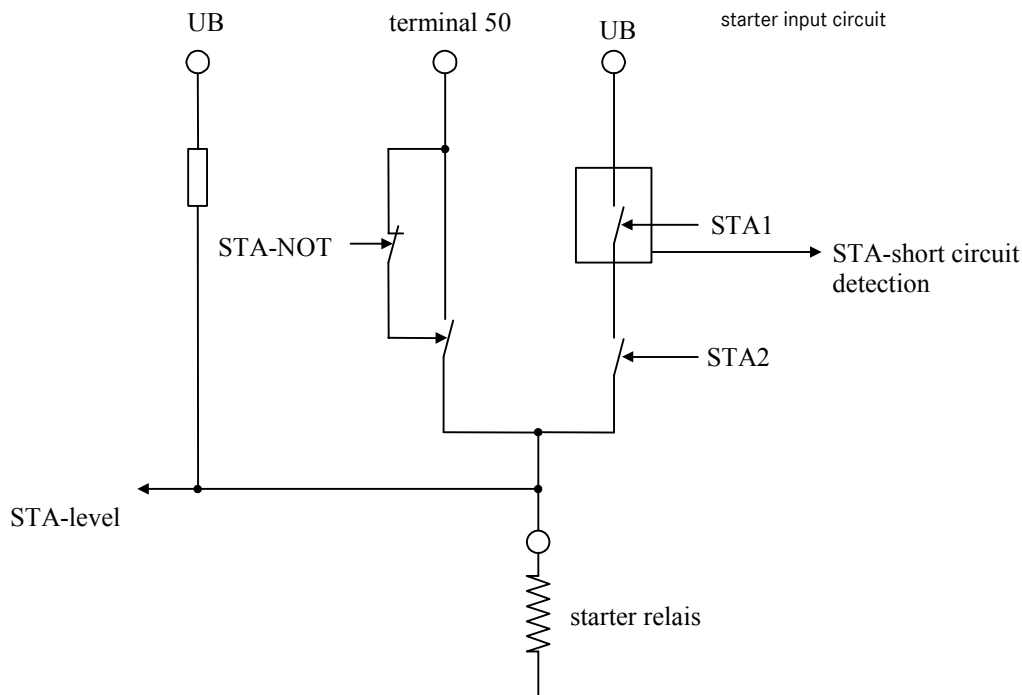 UB
terminal 50
UB
starter input circuit
STA-NOT
STA1
STA-short circuit
detection
STA2
STA-level
starter relais